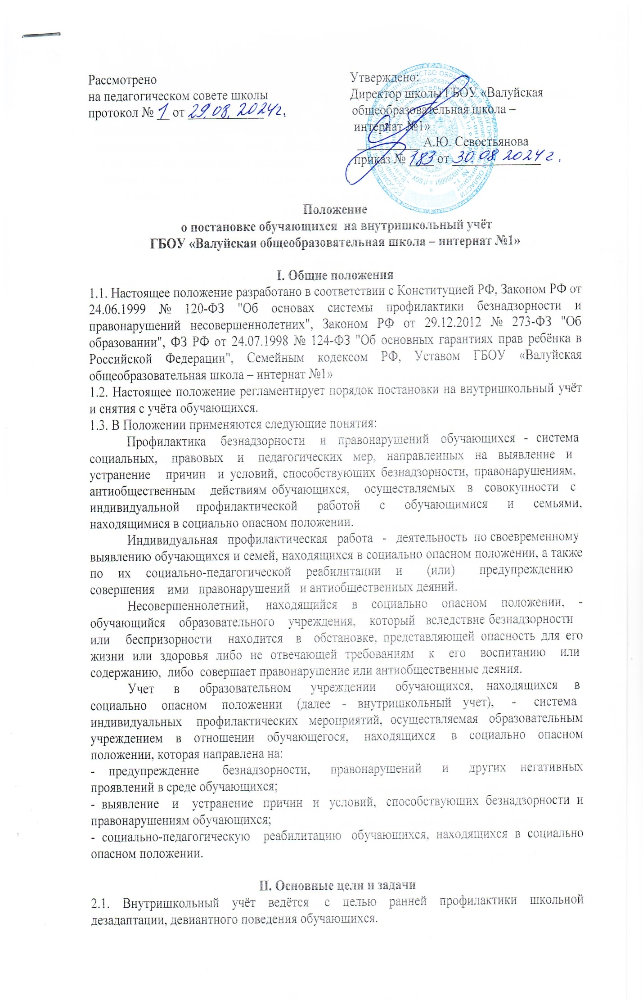 Рассмотрено
на педагогическом совете школы
протокол № 1 от 29.08.2024г.
Утверждено:
Директор школы ГБОУ «Валуйская
общеобразовательная школа –
интернат №1»
А.Ю. Севостьянова
приказ № 183 от 30.08.2024г.
Положение
о постановке обучающихся на внутришкольный учёт
ГБОУ «Валуйская общеобразовательная школа – интернат №1»
I. Общие положения
1.1. Настоящее положение разработано в соответствии с Конституцией РФ, Законом РФ от
24.06.1999 № 120-ФЗ "Об основах системы профилактики безнадзорности и
правонарушений несовершеннолетних", Законом РФ от 29.12.2012 № 273-ФЗ "Об
образовании", ФЗ РФ от 24.07.1998 № 124-ФЗ "Об основных гарантиях прав ребёнка в
Российской Федерации", Семейным кодексом РФ, Уставом ГБОУ «Валуйская
общеобразовательная школа – интернат №1»
1.2. Настоящее положение регламентирует порядок постановки на внутришкольный учёт
и снятия с учёта обучающихся.
1.3. В Положении применяются следующие понятия:
Профилактика безнадзорности и правонарушений обучающихся - система
социальных, правовых и педагогических мер, направленных на выявление и
устранение причин и условий, способствующих безнадзорности, правонарушениям,
антиобщественным действиям обучающихся, осуществляемых в совокупности с
индивидуальной профилактической работой с обучающимися и семьями,
находящимися в социально опасном положении.
Индивидуальная профилактическая работа - деятельность по своевременному
выявлению обучающихся и семей, находящихся в социально опасном положении, а также
по их социально-педагогической реабилитации и (или) предупреждению
совершения ими правонарушений и антиобщественных деяний.
Несовершеннолетний, находящийся в социально опасном положении, -
обучающийся образовательного учреждения, который вследствие безнадзорности
или беспризорности находится в обстановке, представляющей опасность для его
жизни или здоровья либо не отвечающей требованиям к его воспитанию или
содержанию, либо совершает правонарушение или антиобщественные деяния.
Учет в образовательном учреждении обучающихся, находящихся в
социально опасном положении (далее - внутришкольный учет), - система
индивидуальных профилактических мероприятий, осуществляемая образовательным
учреждением в отношении обучающегося, находящихся в социально опасном
положении, которая направлена на:
- предупреждение безнадзорности, правонарушений и других негативных
проявлений в среде обучающихся;
- выявление и устранение причин и условий, способствующих безнадзорности и
правонарушениям обучающихся;
- социально-педагогическую реабилитацию обучающихся, находящихся в социально
опасном положении.
II. Основные цели и задачи
2.1. Внутришкольный учёт ведётся с целью ранней профилактики школьной
дезадаптации, девиантного поведения обучающихся.